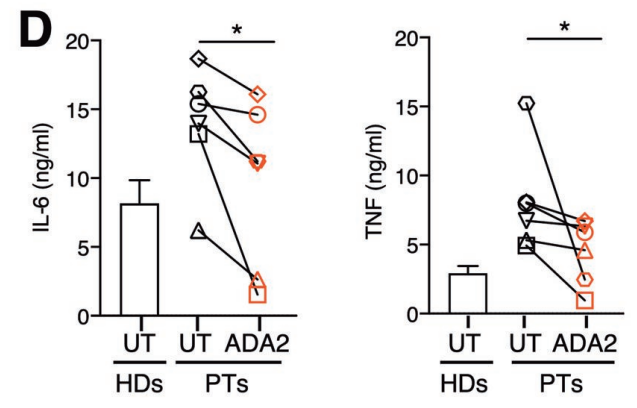 D
*
20
15
10
5
0
IL-6 (ng/ml)
UT UT ADA2
HDs PTs
*
20
15
10
5
0
TNF (ng/ml)
UT UT ADA2
HDs PTs